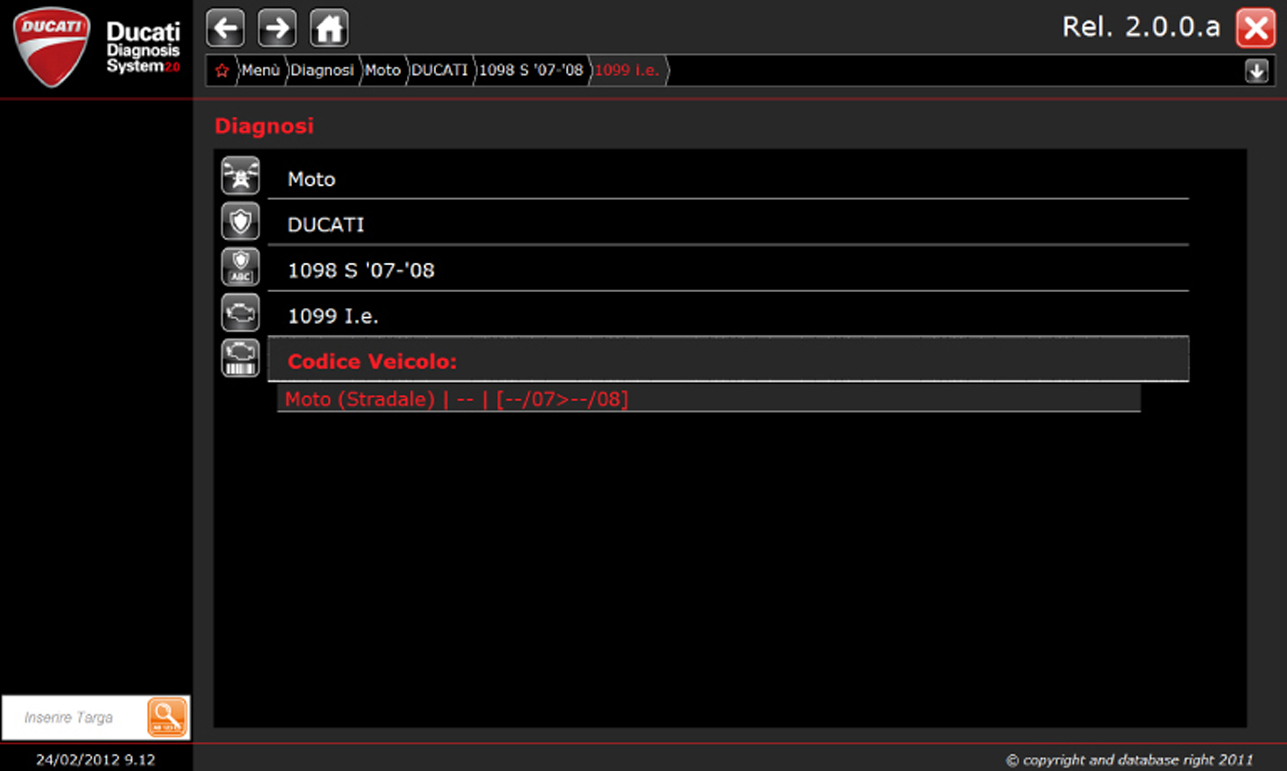 DUCATI
Ducati
Diagnosis
System2.0
Rel. 2.0.0.a
Menù Diagnosi Moto DUCATI 1098 S '07-'08 1099 I.e.
Diagnosi
Moto
DUCATI
ABC
1098 S '07-'08
1099 I.e.
Codice Veicolo:
Moto (Stradale) | -- | [--/07>--/08]
Inserire Targa
24/02/2012 9.12
© copyright and database right 2011